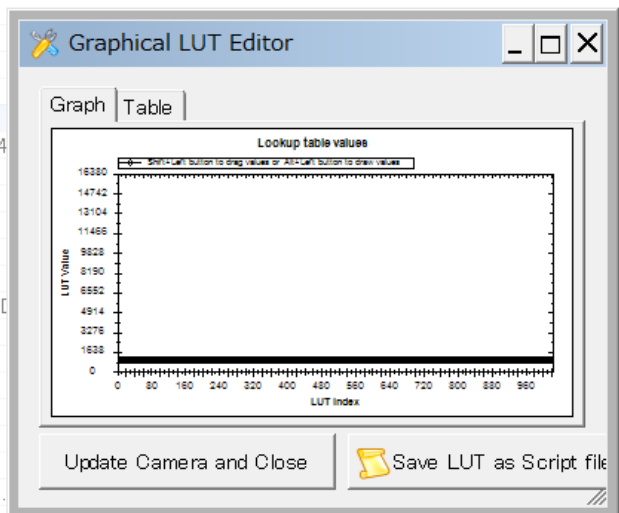 Graphical LUT Editor
Graph Table
Lookup table values
Shift+Left button to drag values or Alt+Left button to draw values
16380
14742
13104
11466
9828
8190
6552
4914
3276
1638
0
LUT Value
0 80 160 240 320 400 480 560 640 720 800 880 960
LUT Index
Update Camera and Close
Save LUT as Script file